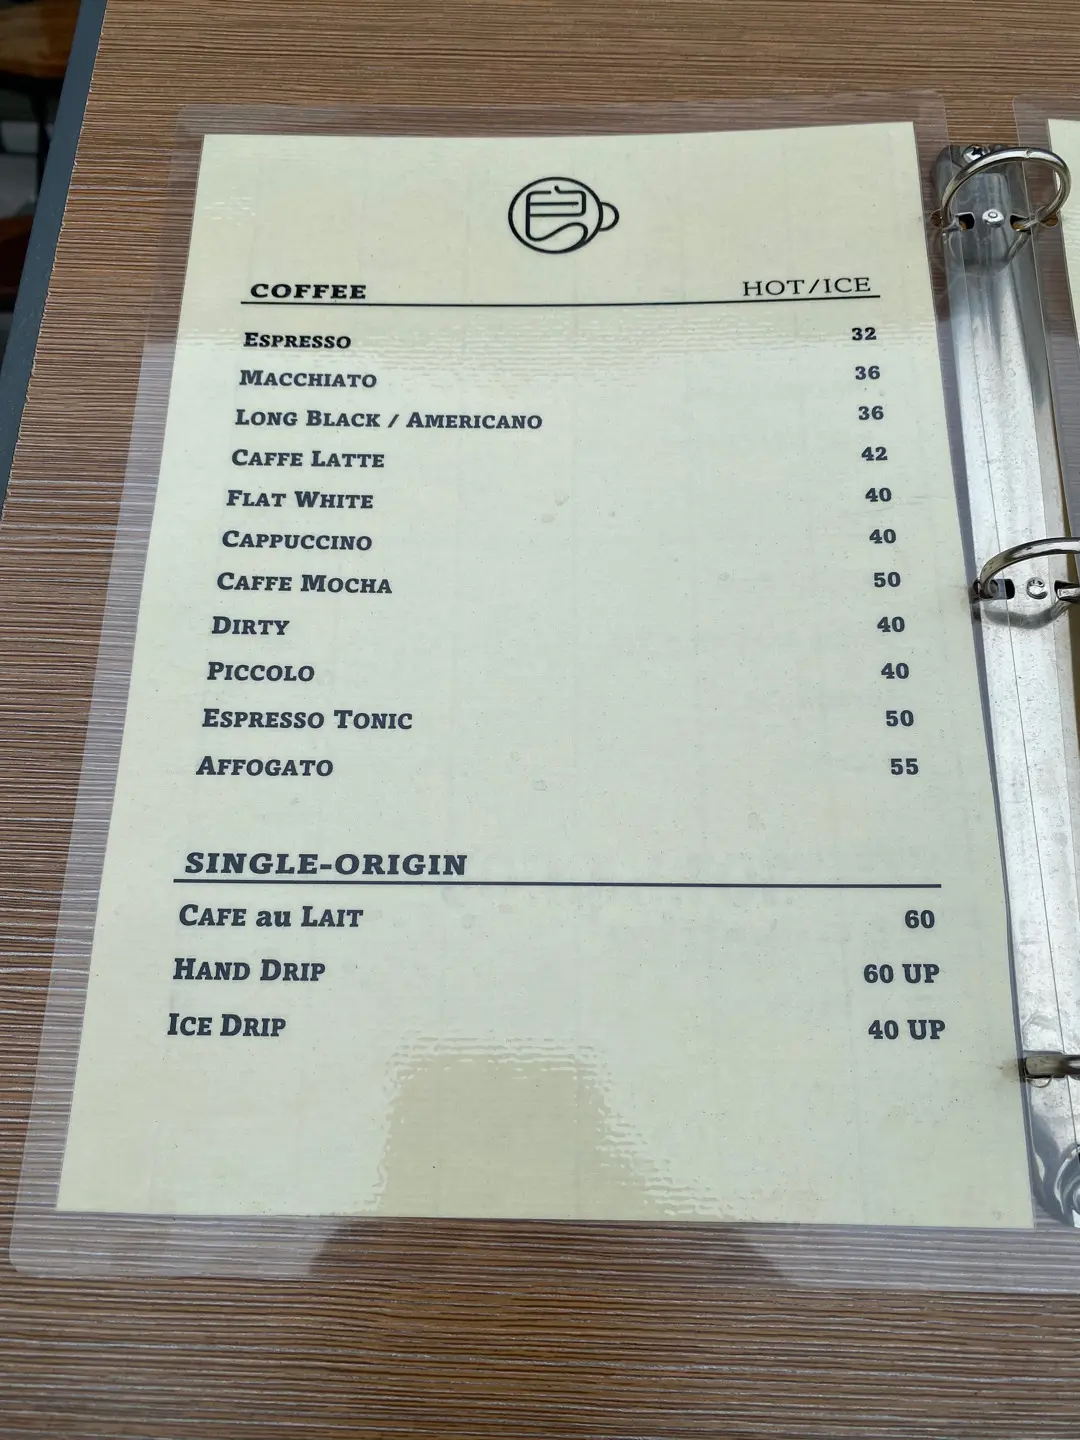 COFFEE HOT/ICE
ESPRESSO 32
MACCHIATO 36
LONG BLACK / AMERICANO 36
CAFFE LATTE 42
FLAT WHITE 40
CAPPUCCINO 40
CAFFE MOCHA 50
DIRTY 40
PICCOLO 40
ESPRESSO TONIC 50
AFFOGATO 55
SINGLE-ORIGIN
CAFE au LAIT 60
HAND DRIP 60 UP
ICE DRIP 40 UP